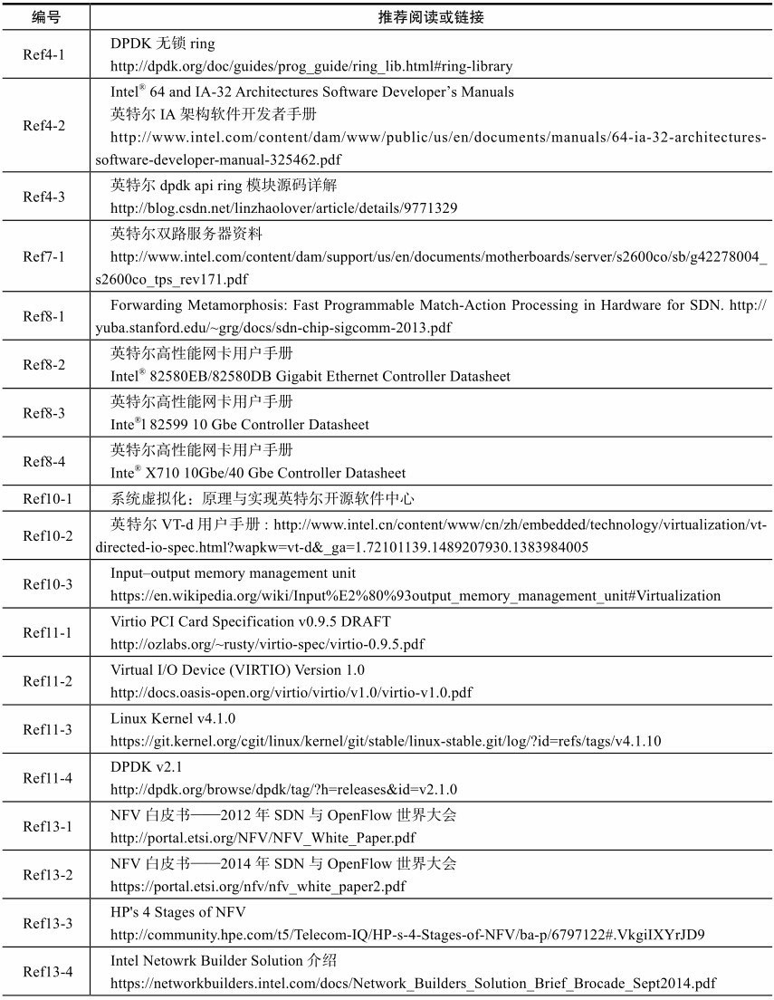 编号 推荐阅读或链接
Ref4-1
DPDK 无锁 ring
http://dpdk.org/doc/guides/prog_guide/ring_lib.html#ring-library
Ref4-2
Intel® 64 and IA-32 Architectures Software Developer's Manuals
英特尔 IA 架构软件开发者手册
http://www.intel.com/content/dam/www/public/us/en/documents/manuals/64-ia-32-architectures-
software-developer-manual-325462.pdf
Ref4-3
英特尔 dpdk api ring 模块源码详解
http://blog.csdn.net/linzhaolover/article/details/9771329
Ref7-1
英特尔双路服务器资料
http://www.intel.com/content/dam/support/us/en/documents/motherboards/server/s2600co/sb/g42278004_
s2600co_tps_rev171.pdf
Ref8-1
Forwarding Metamorphosis: Fast Programmable Match-Action Processing in Hardware for SDN. http://
yuba.stanford.edu/~grg/docs/sdn-chip-sigcomm-2013.pdf
Ref8-2
英特尔高性能网卡用户手册
Intel® 82580EB/82580DB Gigabit Ethernet Controller Datasheet
Ref8-3
英特尔高性能网卡用户手册
Inte®l 82599 10 Gbe Controller Datasheet
Ref8-4
英特尔高性能网卡用户手册
Inte® X710 10Gbe/40 Gbe Controller Datasheet
Ref10-1
系统虚拟化：原理与实现英特尔开源软件中心
Ref10-2
英特尔 VT-d 用户手册：http://www.intel.cn/content/www/cn/zh/embedded/technology/virtualization/vt-
directed-io-spec.html?wapkw=vt-d&_ga=1.72101139.1489207930.1383984005
Ref10-3
Input–output memory management unit
https://en.wikipedia.org/wiki/Input%E2%80%93output_memory_management_unit#Virtualization
Ref11-1
Virtio PCI Card Specification v0.9.5 DRAFT
http://ozlabs.org/~rusty/virtio-spec/virtio-0.9.5.pdf
Ref11-2
Virtual I/O Device (VIRTIO) Version 1.0
http://docs.oasis-open.org/virtio/virtio/v1.0/virtio-v1.0.pdf
Ref11-3
Linux Kernel v4.1.0
https://git.kernel.org/cgit/linux/kernel/git/stable/linux-stable.git/log/?id=refs/tags/v4.1.10
Ref11-4
DPDK v2.1
http://dpdk.org/browse/dpdk/tag/?h=releases&id=v2.1.0
Ref13-1
NFV 白皮书——2012 年 SDN 与 OpenFlow 世界大会
http://portal.etsi.org/NFV/NFV_White_Paper.pdf
Ref13-2
NFV 白皮书——2014 年 SDN 与 OpenFlow 世界大会
https://portal.etsi.org/nfv/nfv_white_paper2.pdf
Ref13-3
HP's 4 Stages of NFV
http://community.hpe.com/t5/Telecom-IQ/HP-s-4-Stages-of-NFV/ba-p/6797122#.VkgiIXYrJD9
Ref13-4
Intel Netowrk Builder Solution 介绍
https://networkbuilders.intel.com/docs/Network_Builders_Solution_Brief_Brocade_Sept2014.pdf